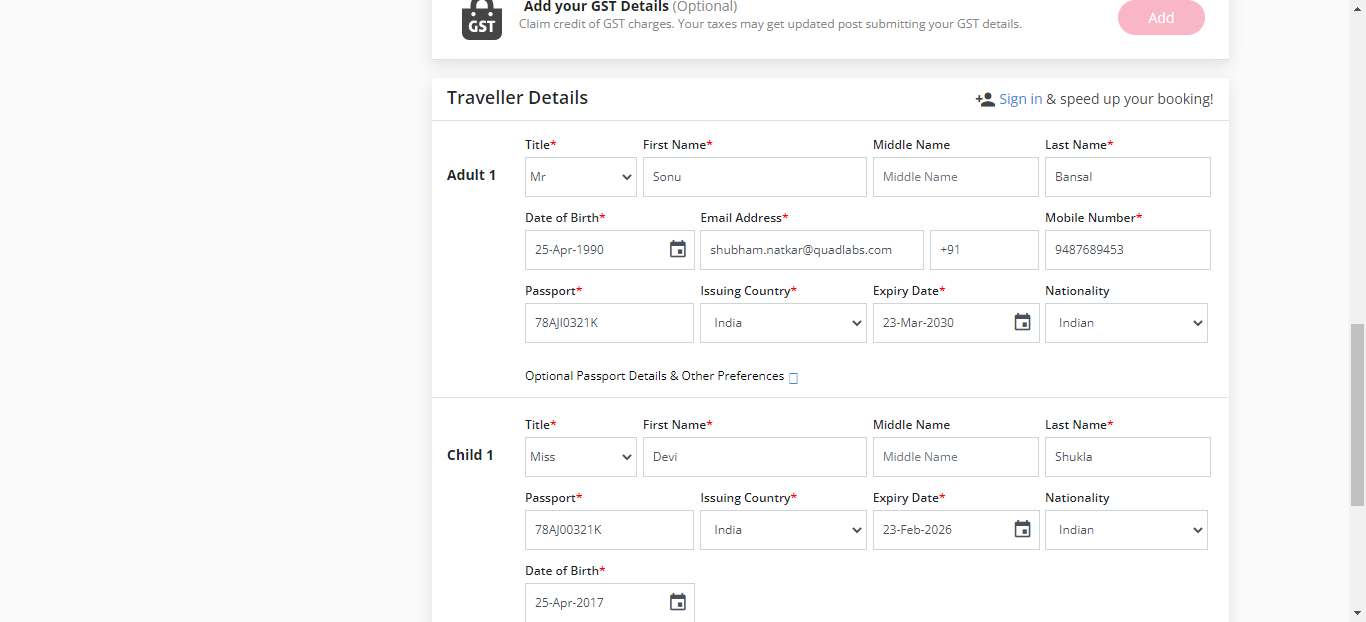 Add your GST Details (Optional)
GST
Claim credit of GST charges. Your taxes may get updated post submitting your GST details.
Add
Traveller Details
Sign in & speed up your booking!
Title* First Name* Middle Name Last Name*
Adult 1 Mr Sonu Middle Name Bansal
Date of Birth* Email Address* Mobile Number*
25-Apr-1990 shubham.natkar@quadlabs.com +91 9487689453
Passport* Issuing Country* Expiry Date* Nationality
78AJI0321K India 23-Mar-2030 Indian
Optional Passport Details & Other Preferences
Title* First Name* Middle Name Last Name*
Child 1 Miss Devi Middle Name Shukla
Passport* Issuing Country* Expiry Date* Nationality
78AJ00321K India 23-Feb-2026 Indian
Date of Birth*
25-Apr-2017